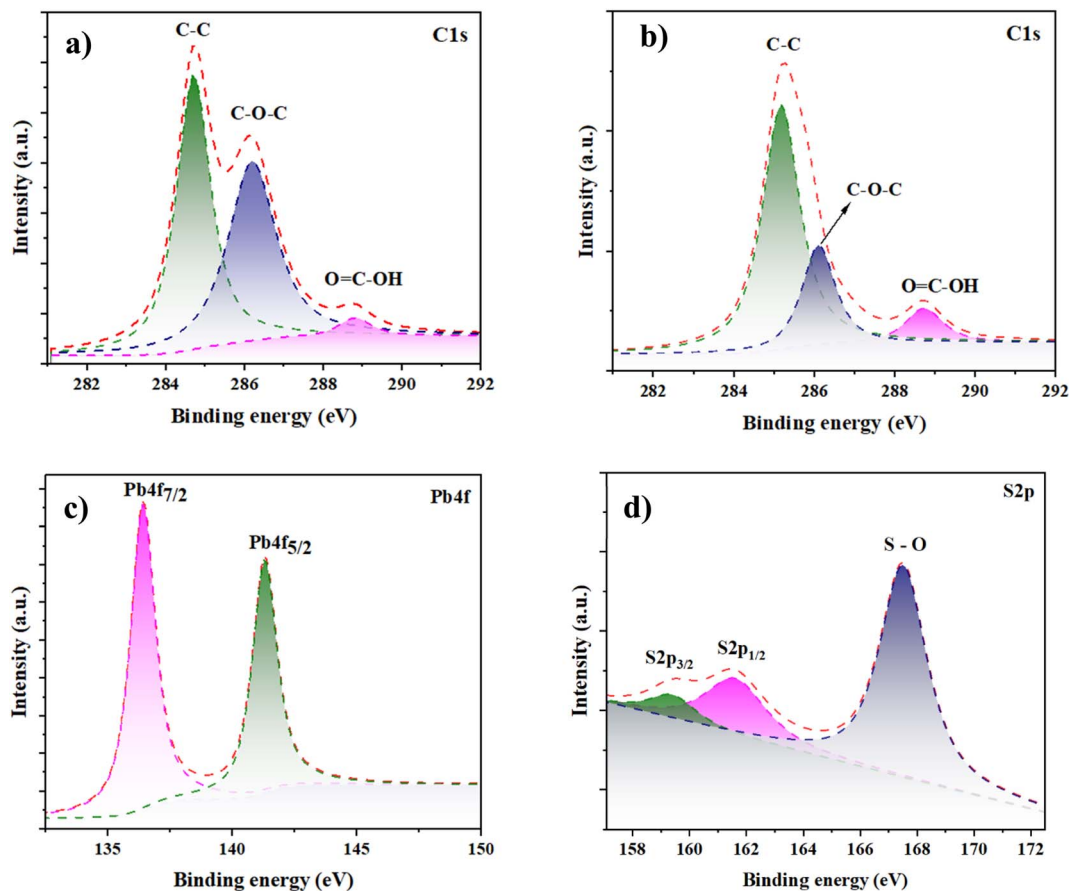 a)
C1s
C-C
C-O-C
O=C-OH
Intensity (a.u.)
282 284 286 288 290 292
Binding energy (eV)
b)
C1s
C-C
C-O-C
O=C-OH
Intensity (a.u.)
282 284 286 288 290 292
Binding energy (eV)
c)
Pb4f
Pb4f7/2
Pb4f5/2
Intensity (a.u.)
135 140 145 150
Binding energy (eV)
d)
S2p
S - O
S2p3/2
S2p1/2
Intensity (a.u.)
158 160 162 164 166 168 170 172
Binding energy (eV)